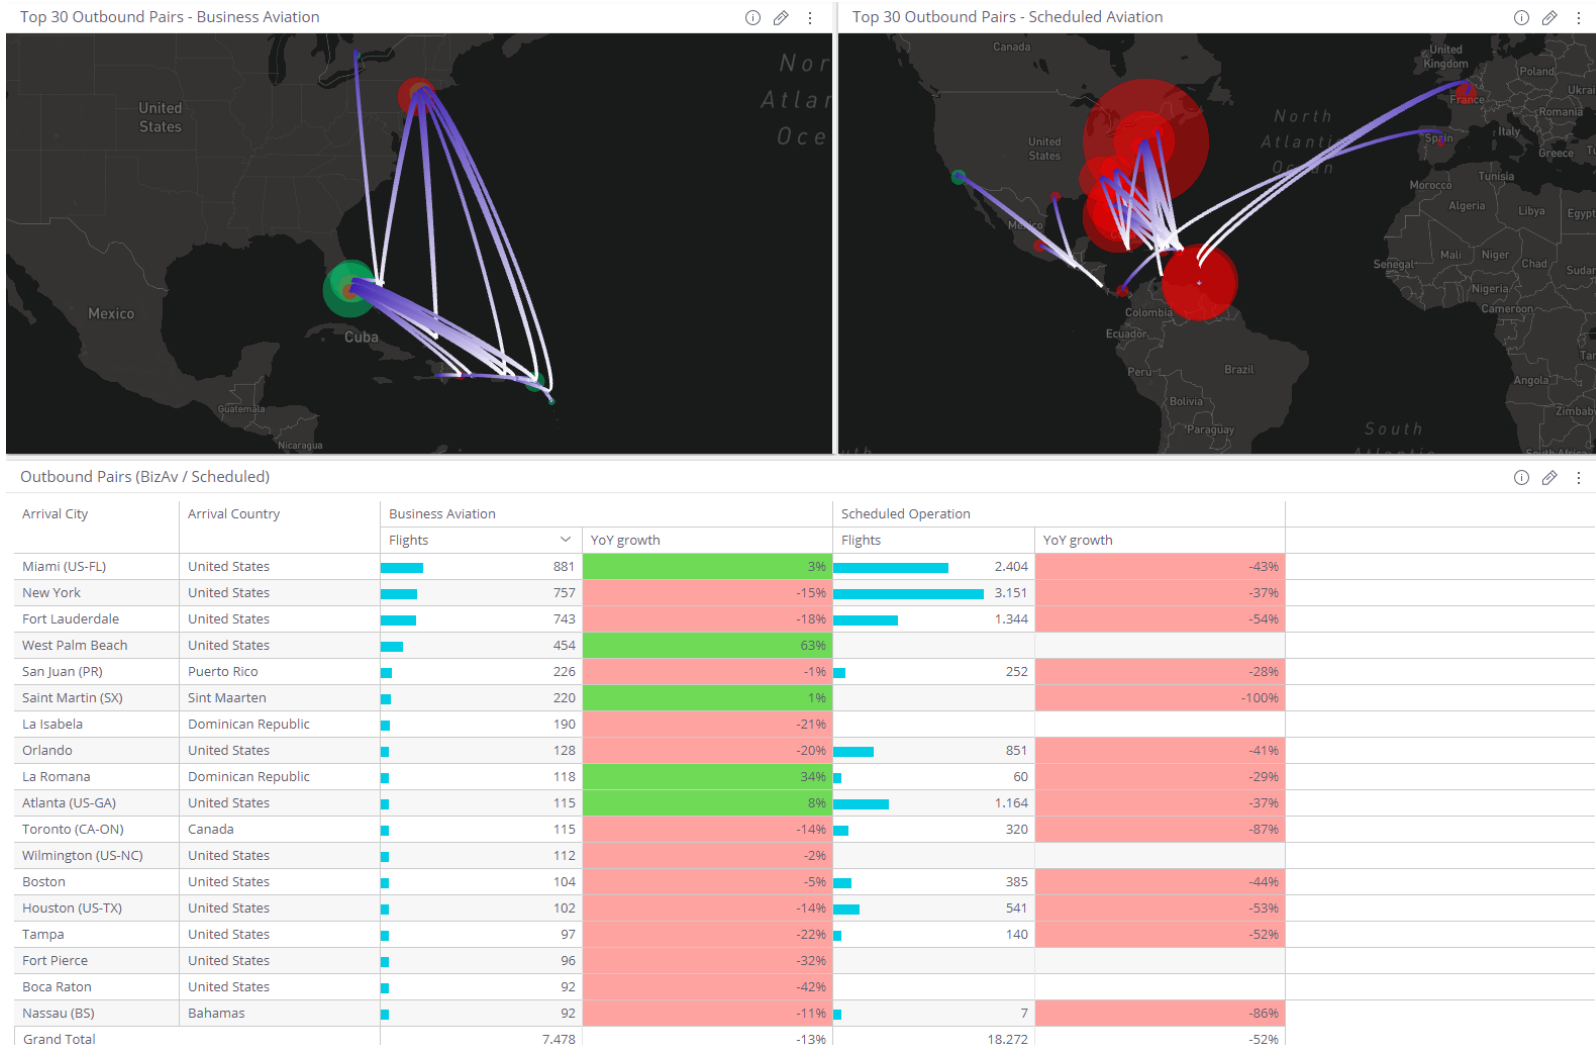 Top 30 Outbound Pairs - Business Aviation
United
States
Mexico
Cuba
Guatemala
Nicaragua
Top 30 Outbound Pairs - Scheduled Aviation
Canada
United
Kingdom
Poland
France
Romania
North
Atlantic
Ocean
United
States
Spain
Italy
Greece
Morocco
Tunisia
Algeria
Libya
Egypt
Mexico
Senegal
Mali
Niger
Chad
Sudan
Nigeria
Cameroon
Colombia
Ecuador
Peru
Brazil
Bolivia
Paraguay
Angola
South
Atlantic
South Africa
Outbound Pairs (BizAv / Scheduled)
Arrival City Arrival Country Business Aviation Scheduled Operation
Flights YoY growth Flights YoY growth
Miami (US-FL) United States 881 3% 2.404 -43%
New York United States 757 -15% 3.151 -37%
Fort Lauderdale United States 743 -18% 1.344 -54%
West Palm Beach United States 454 63%
San Juan (PR) Puerto Rico 226 -1% 252 -28%
Saint Martin (SX) Sint Maarten 220 1% -100%
La Isabela Dominican Republic 190 -21%
Orlando United States 128 -20% 851 -41%
La Romana Dominican Republic 118 34% 60 -29%
Atlanta (US-GA) United States 115 8% 1.164 -37%
Toronto (CA-ON) Canada 115 -14% 320 -87%
Wilmington (US-NC) United States 112 -2%
Boston United States 104 -5% 385 -44%
Houston (US-TX) United States 102 -14% 541 -53%
Tampa United States 97 -22% 140 -52%
Fort Pierce United States 96 -32%
Boca Raton United States 92 -42%
Nassau (BS) Bahamas 92 -11% 7 -86%
Grand Total 7.478 -13% 18.272 -52%